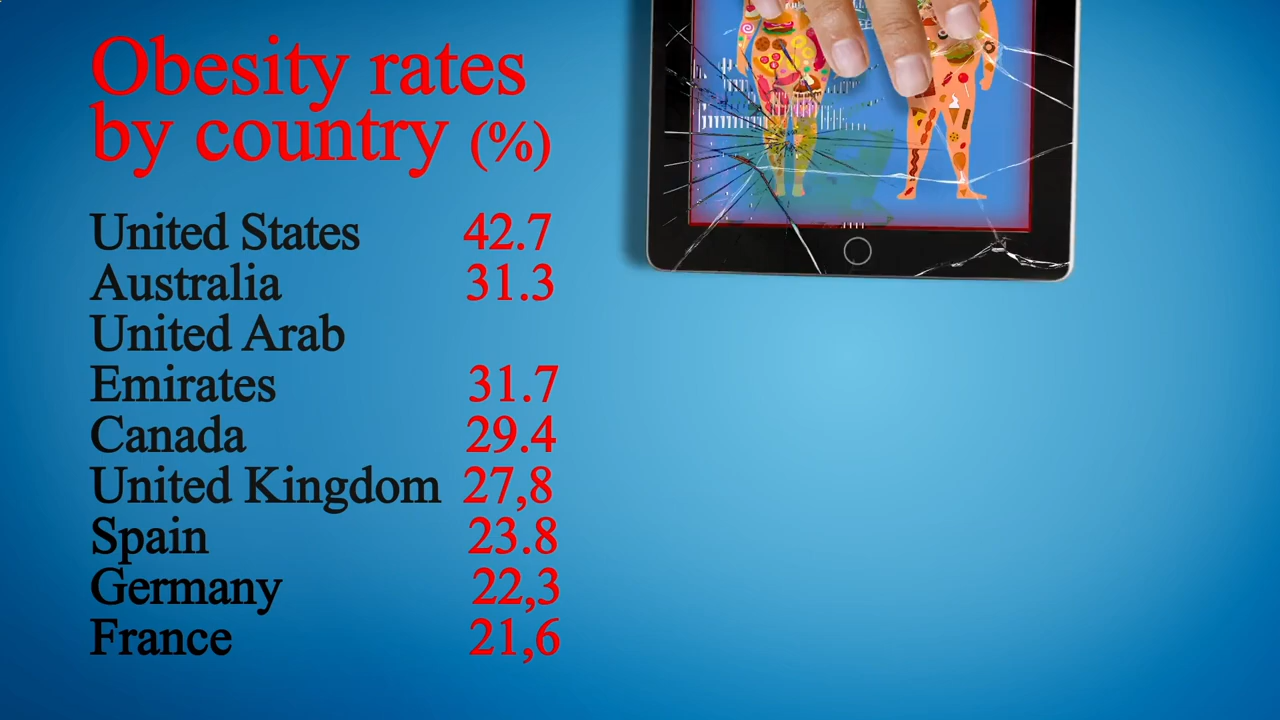 Obesity rates
by country (%)
United States 42.7
Australia 31.3
United Arab
Emirates 31.7
Canada 29.4
United Kingdom 27,8
Spain 23.8
Germany 22,3
France 21,6